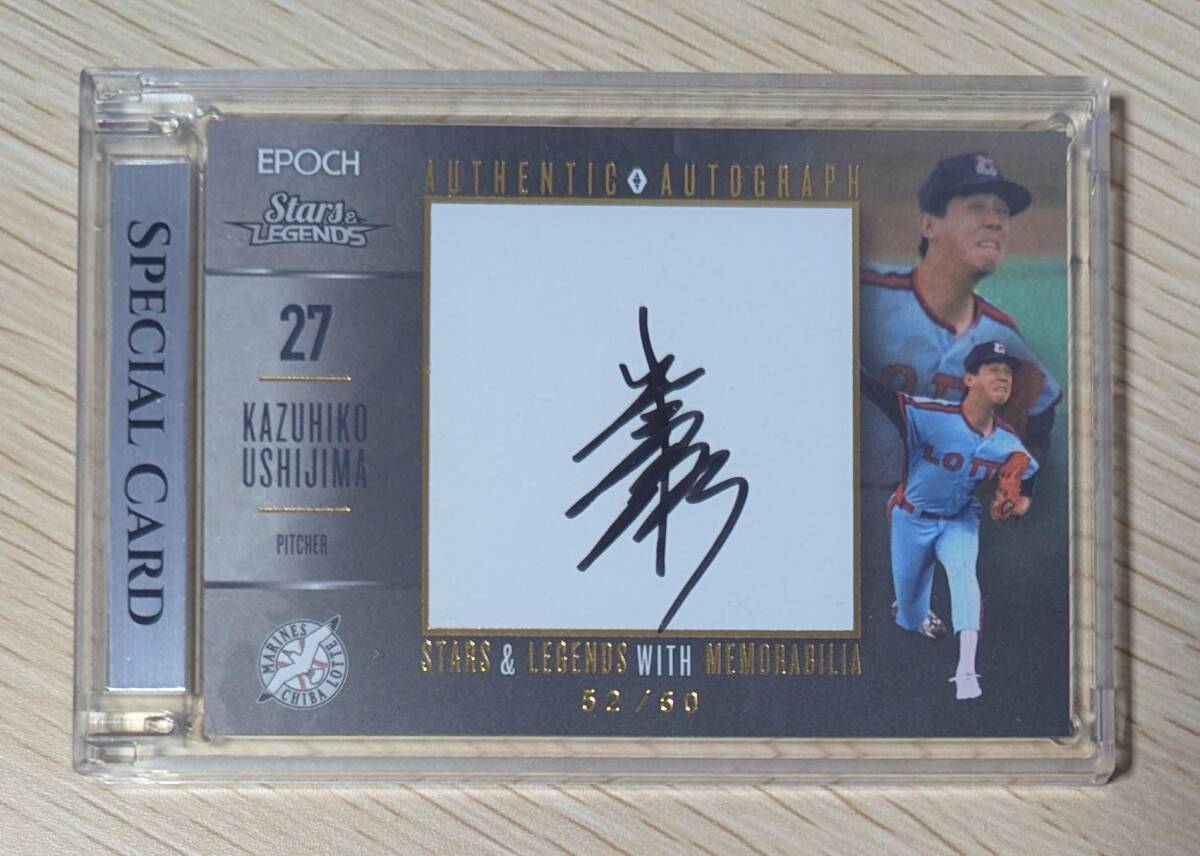 SPECIAL CARD
EPOCH
Stars &
LEGENDS
27
KAZUHIKO
USHIJIMA
PITCHER
MARINES
CHIBA LOTTE
AUTHENTIC AUTOGRAPH
STARS & LEGENDS WITH MEMORABILIA
52/60
LOTTE